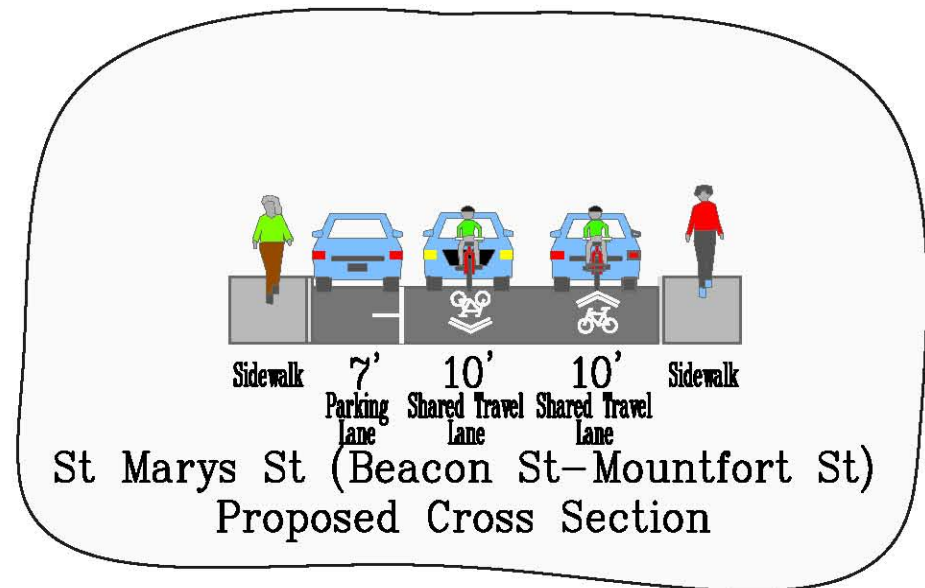 Sidewalk 7' 10' 10' Sidewalk
Parking Shared Travel Shared Travel
Lane Lane Lane
St Marys St (Beacon St-Mountfort St)
Proposed Cross Section